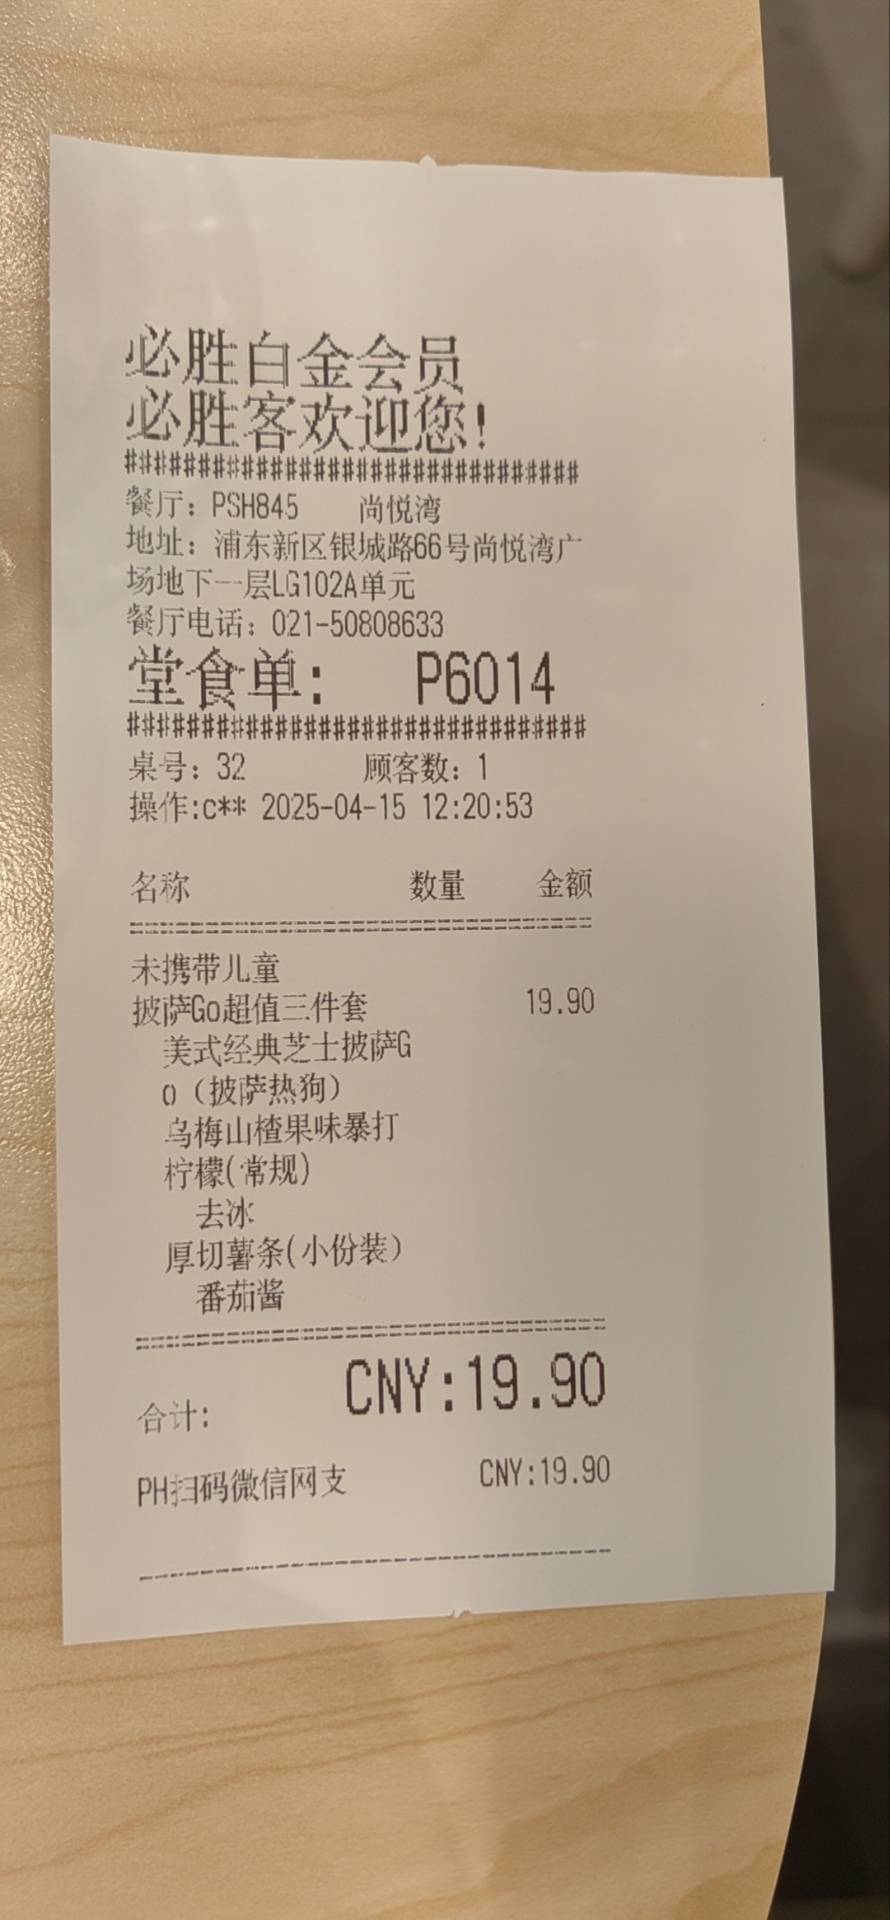 必胜白金会员
必胜客欢迎您!
################################
餐厅：PSH845 尚悦湾
地址：浦东新区银城路66号尚悦湾广
场地下一层LG102A单元
餐厅电话：021-50808633
堂食单: P6014
################################
桌号：32 顾客数：1
操作:c** 2025-04-15 12:20:53
名称 数量 金额
================================
未携带儿童
披萨Go超值三件套 19.90
美式经典芝士披萨G
o（披萨热狗）
乌梅山楂果味暴打
柠檬(常规)
去冰
厚切薯条(小份装）
番茄酱
================================
合计: CNY:19.90
PH扫码微信网支 CNY:19.90
--------------------------------